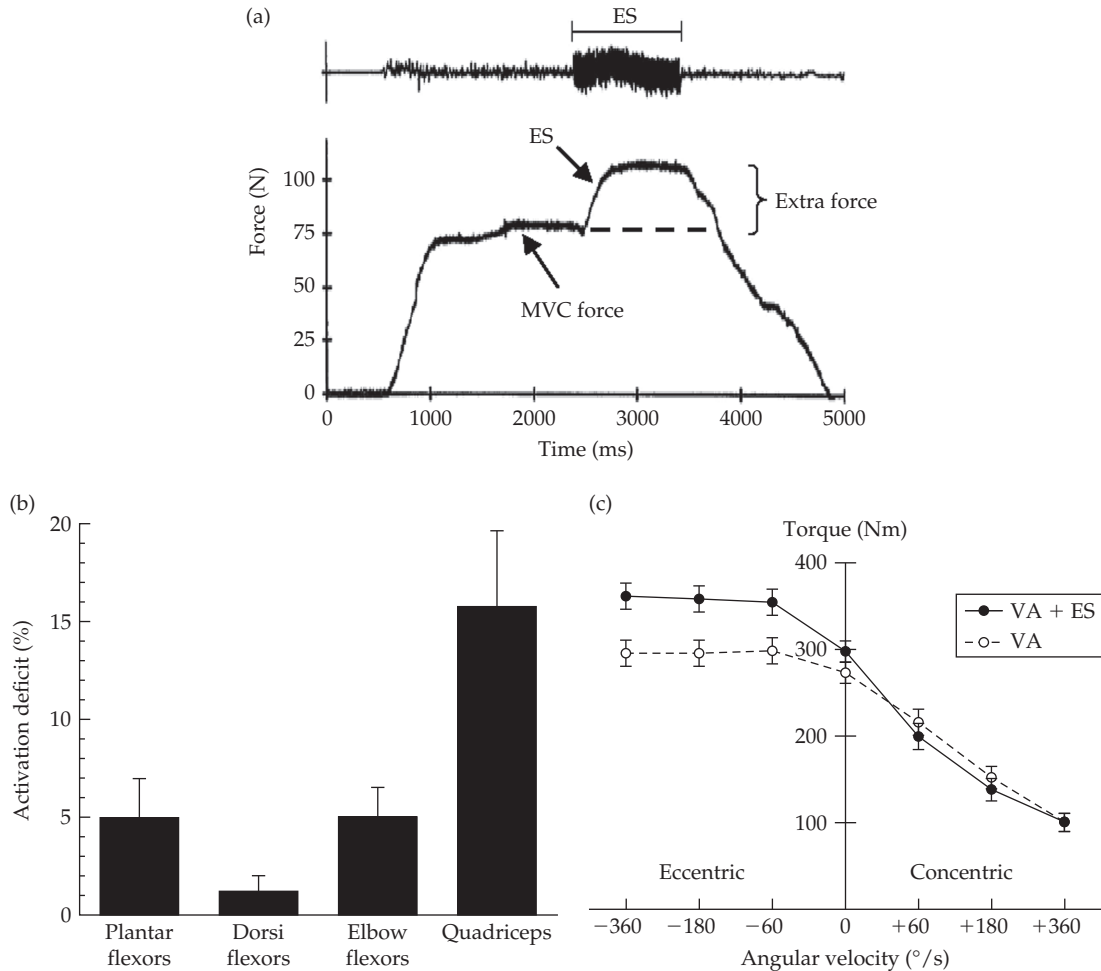 (a)
ES
ES
Force (N)
100
75
50
25
0
Extra force
MVC force
0 1000 2000 3000 4000 5000
Time (ms)
(b)
Activation deficit (%)
20
15
10
5
0
Plantar flexors
Dorsi flexors
Elbow flexors
Quadriceps
(c)
Torque (Nm)
400
300
200
100
VA + ES
VA
Eccentric
Concentric
−360 −180 −60 0 +60 +180 +360
Angular velocity (°/s)